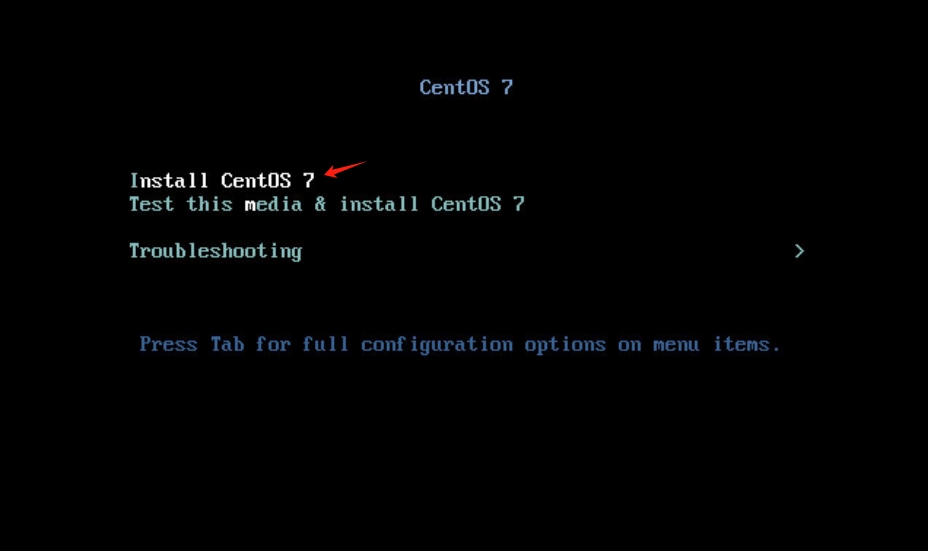 CentOS 7
Install CentOS 7
Test this media & install CentOS 7
Troubleshooting >
Press Tab for full configuration options on menu items.